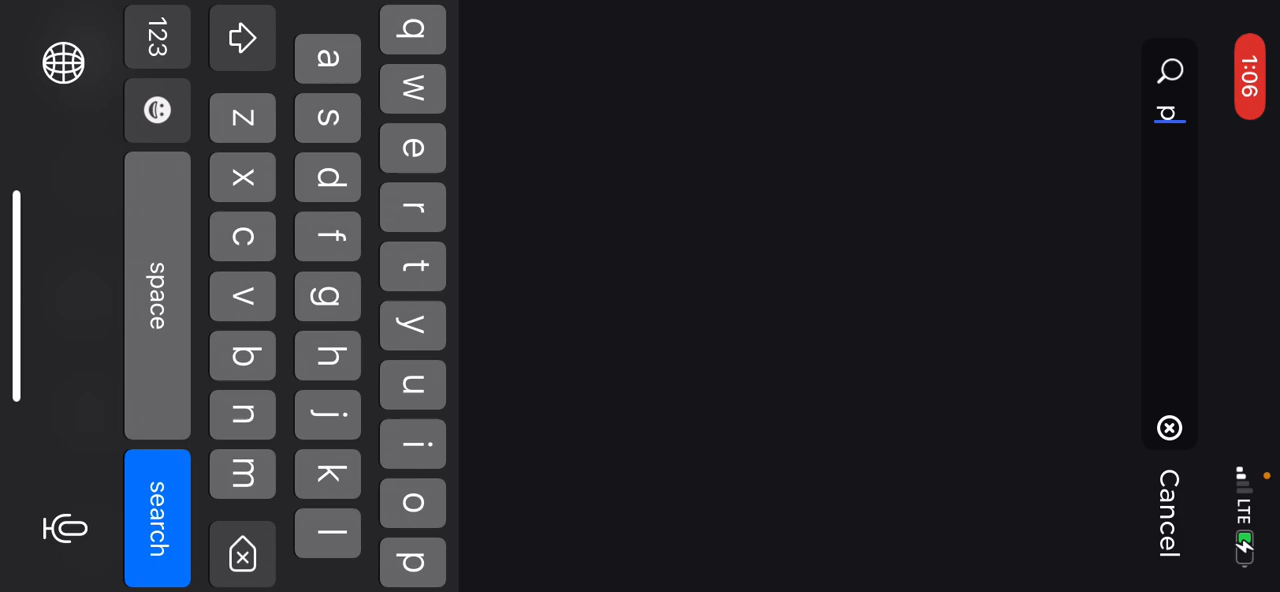 1:06
LTE
p
Cancel
q w e r t y u i o p
a s d f g h j k l
z x c v b n m
123 space search